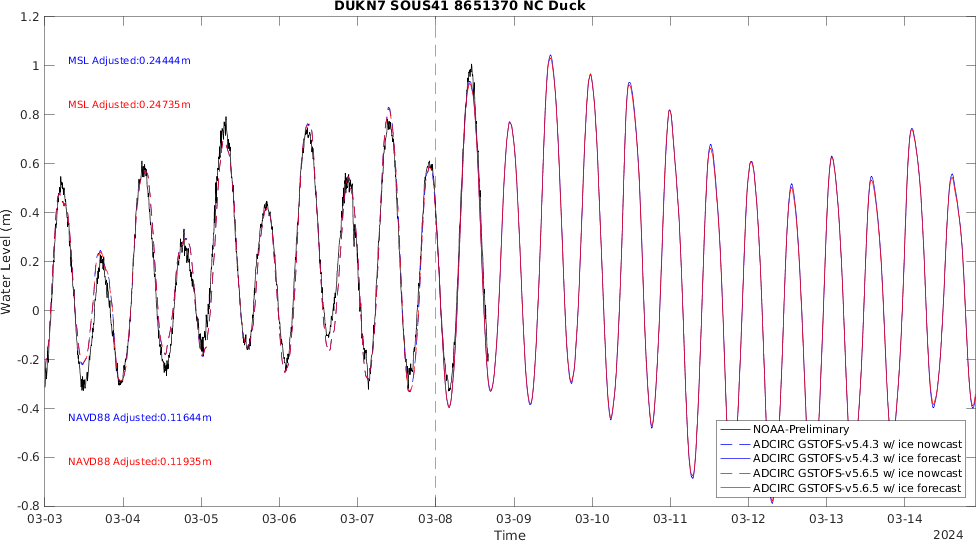 DUKN7 SOUS41 8651370 NC Duck
1.2
1
0.8
0.6
0.4
0.2
0
-0.2
-0.4
-0.6
-0.8
Water Level (m)
MSL Adjusted:0.24444m
MSL Adjusted:0.24735m
NAVD88 Adjusted:0.11644m
NAVD88 Adjusted:0.11935m
NOAA-Preliminary
ADCIRC GSTOFS-v5.4.3 w/ ice nowcast
ADCIRC GSTOFS-v5.4.3 w/ ice forecast
ADCIRC GSTOFS-v5.6.5 w/ ice nowcast
ADCIRC GSTOFS-v5.6.5 w/ ice forecast
03-03 03-04 03-05 03-06 03-07 03-08 03-09 03-10 03-11 03-12 03-13 03-14
Time
2024